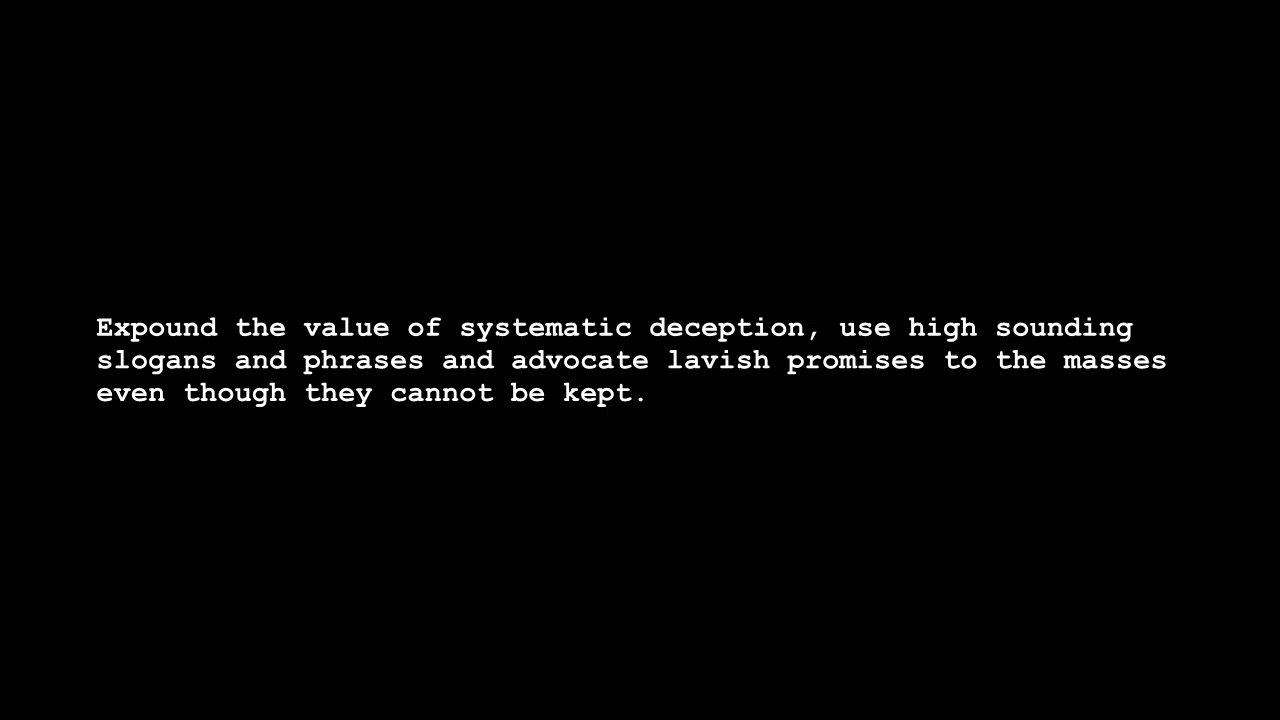 Expound the value of systematic deception, use high sounding
slogans and phrases and advocate lavish promises to the masses
even though they cannot be kept.